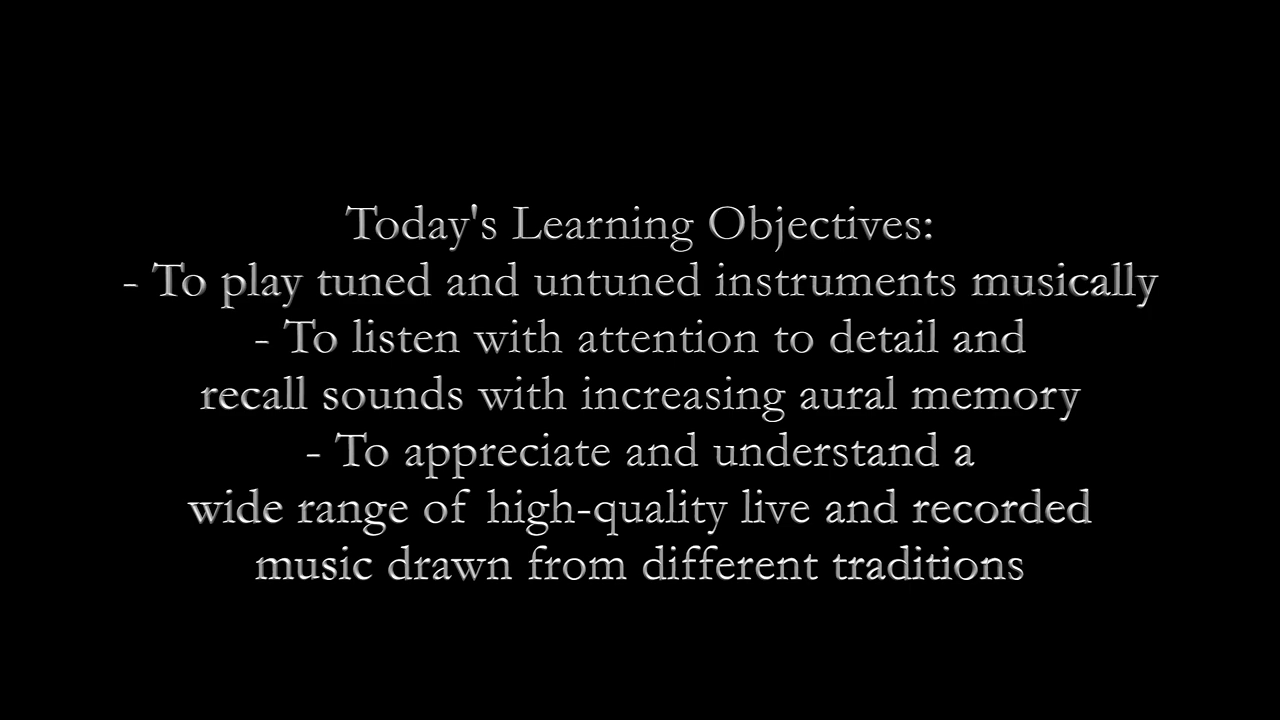 Today's Learning Objectives:
- To play tuned and untuned instruments musically
- To listen with attention to detail and
recall sounds with increasing aural memory
- To appreciate and understand a
wide range of high-quality live and recorded
music drawn from different traditions